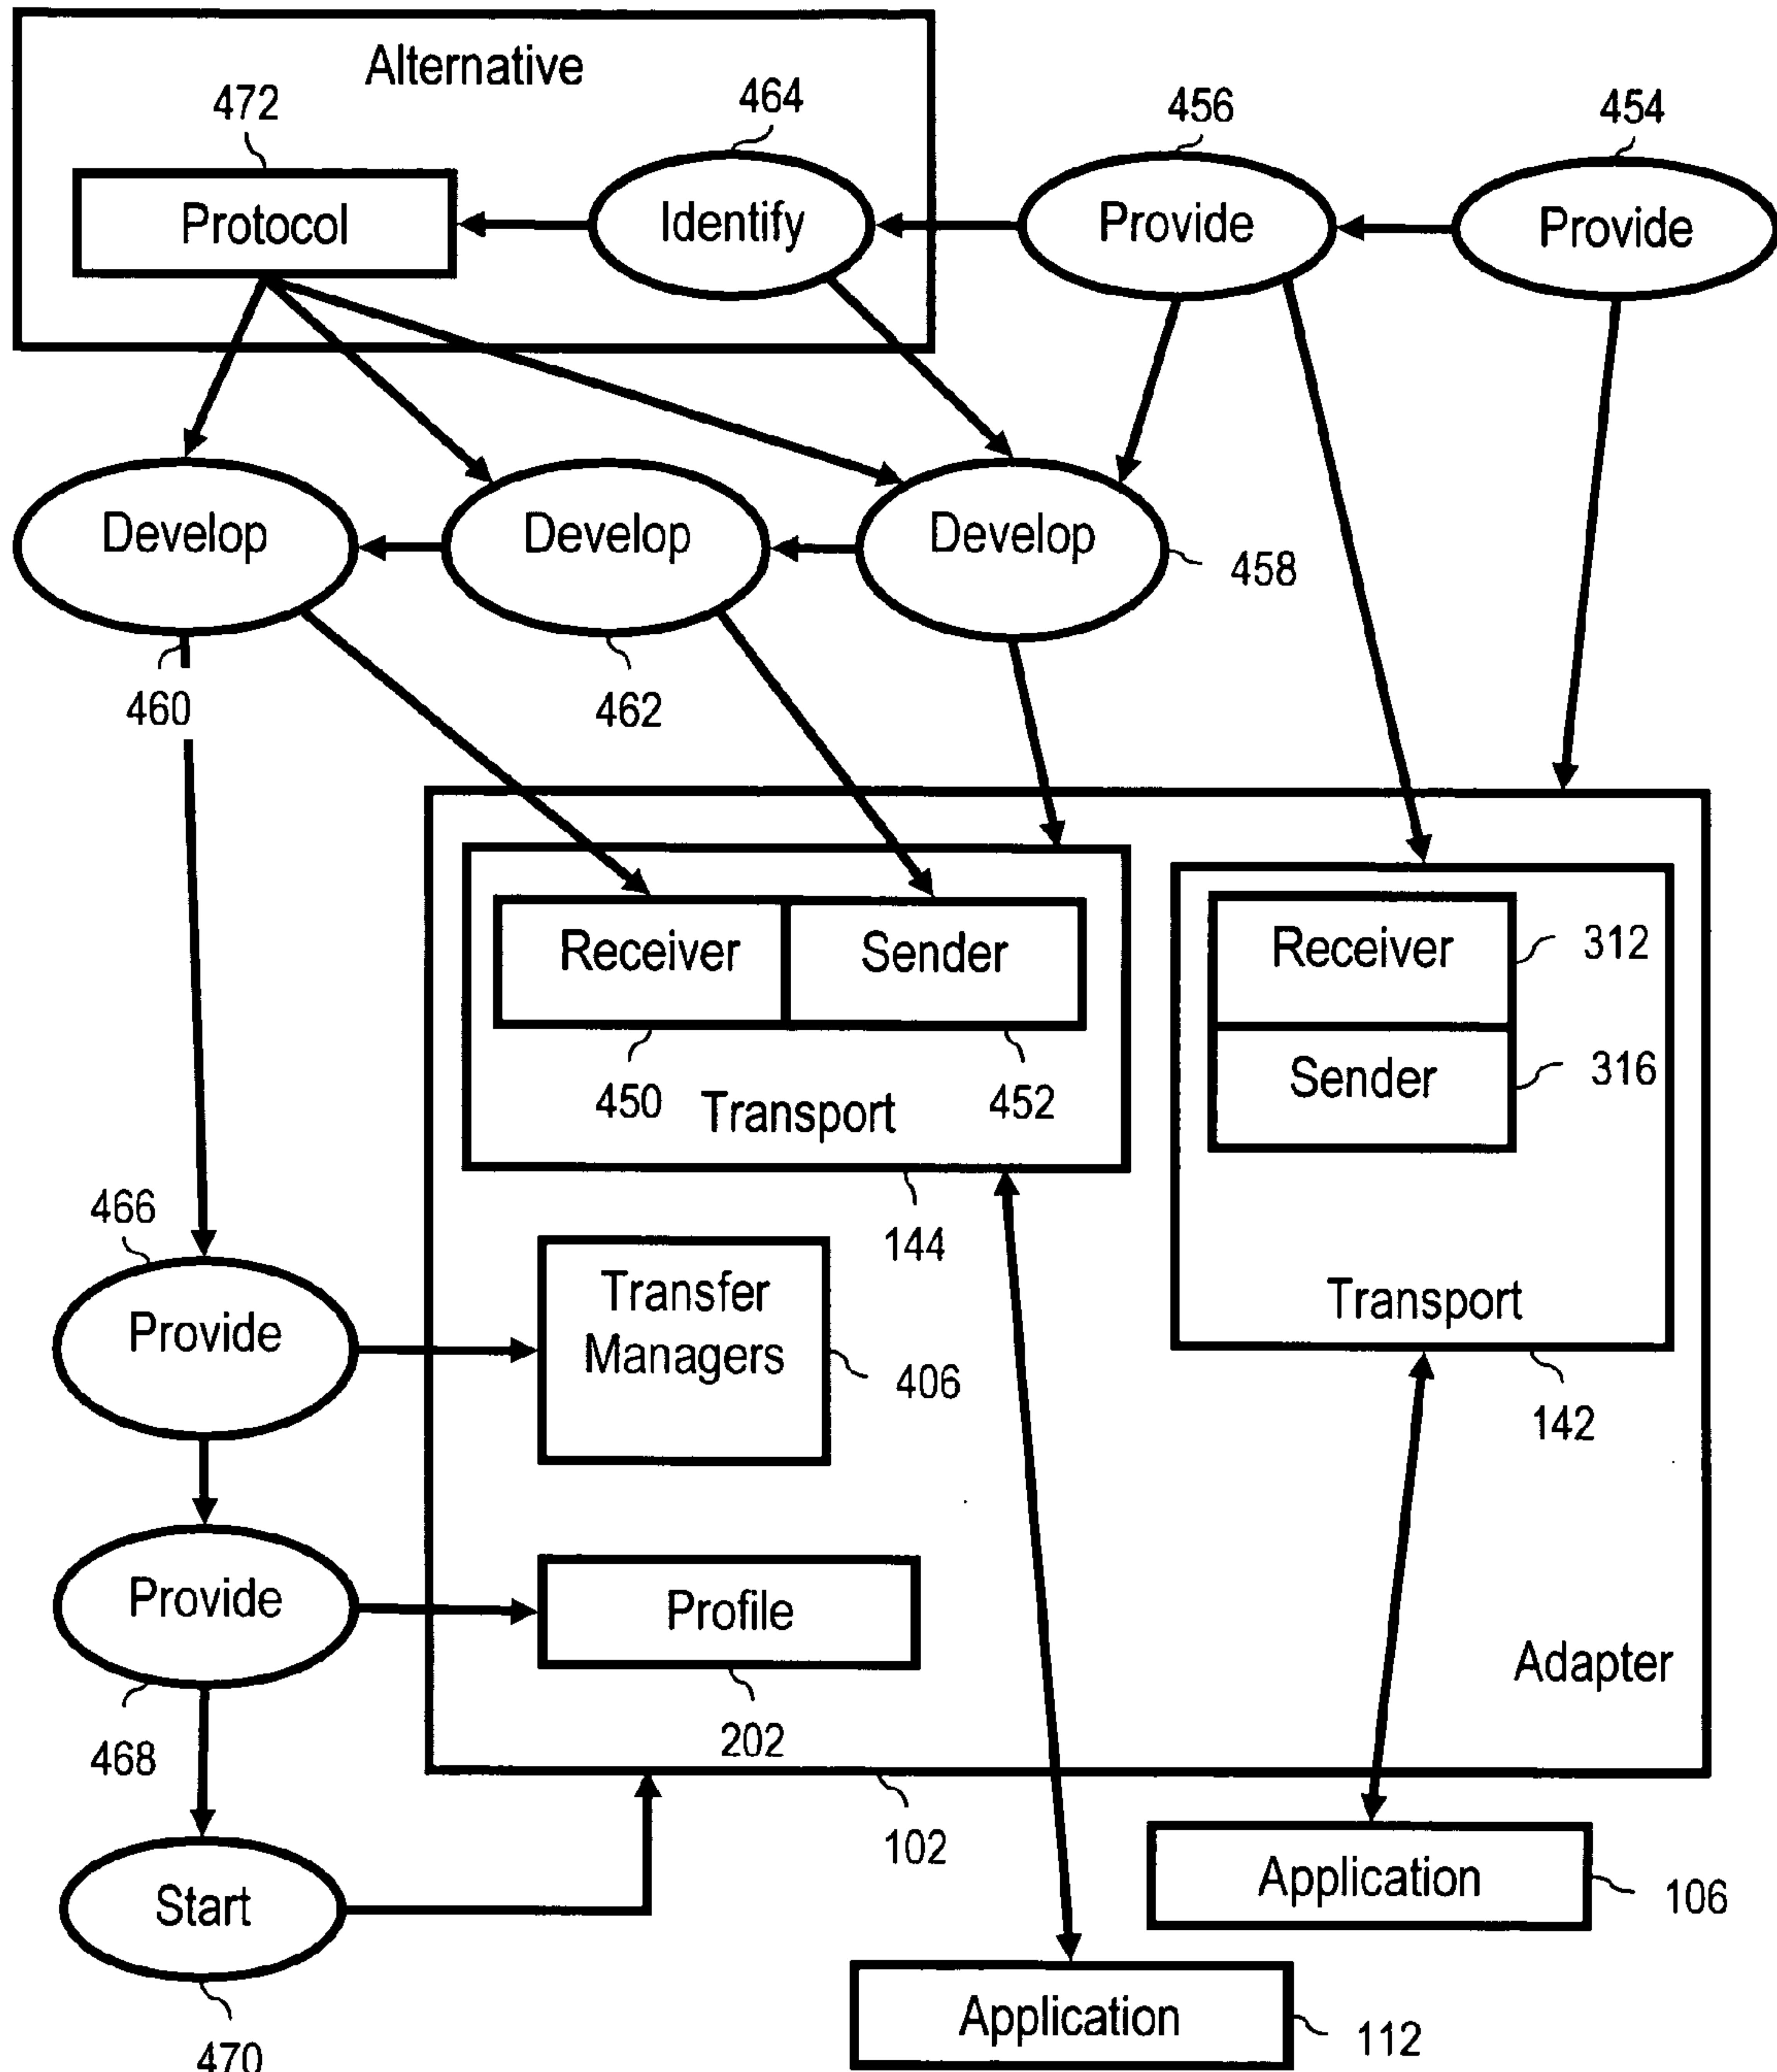 Alternative
472
464
456
454
Protocol
Identify
Provide
Provide
Develop
Develop
Develop
458
460
462
Receiver
Sender
Receiver
312
Sender
316
450
Transport
452
466
144
Transfer
Managers
Transport
Provide
406
142
Provide
Profile
Adapter
468
202
102
Start
Application
106
470
Application
112